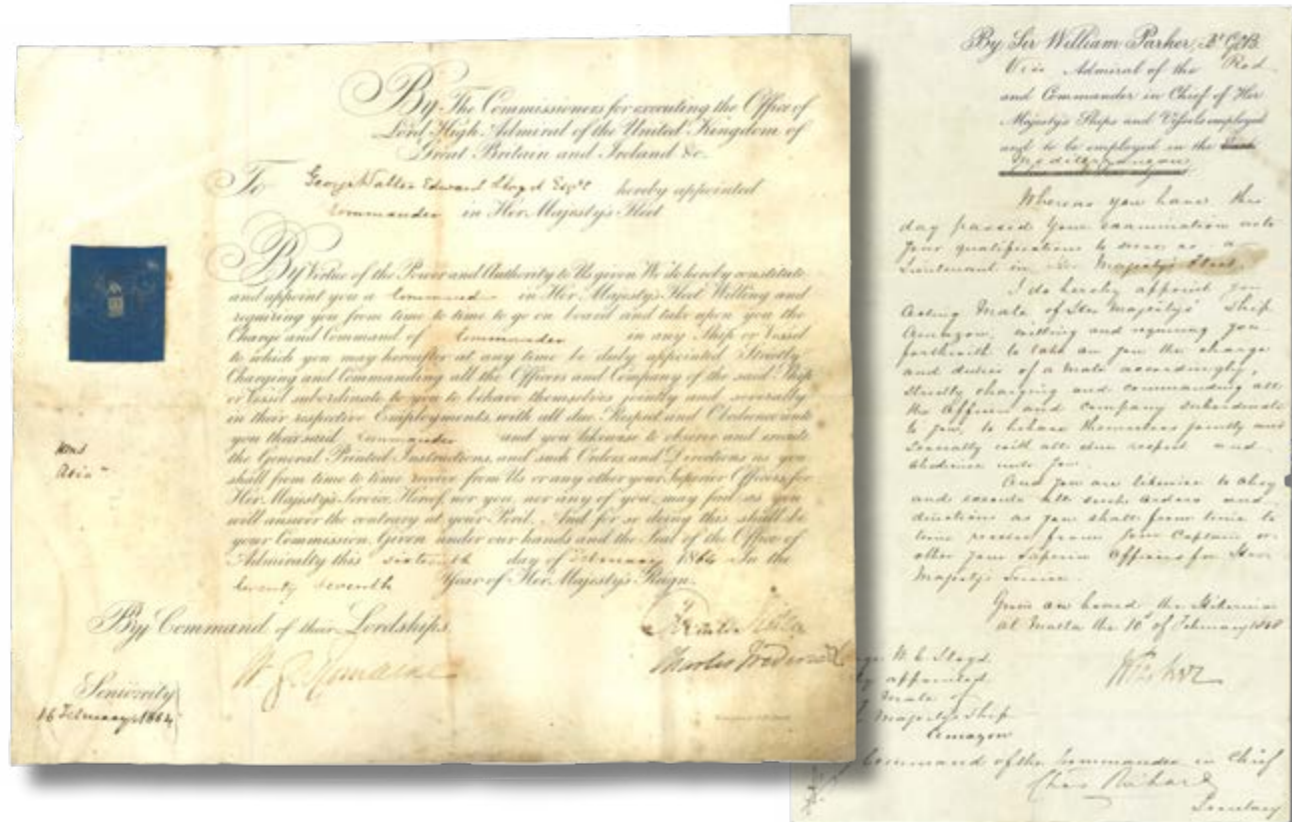 By The Commissioners for executing the Office of
Lord High Admiral of the United Kingdom of
Great Britain and Ireland &c.
To George Walter Edward Lloyd Esqre hereby appointed
Commander in Her Majesty's Fleet
By Virtue of the Power and Authority to Us given We do hereby constitute
and appoint you a Commander in Her Majesty's Fleet Willing and
requiring you from time to time to go on board and take upon you the
Charge and Command of Commander in any Ship or Vessel
to which you may hereafter at any time be duly appointed Strictly
Charging and Commanding all the Officers and Company of the said Ship
or Vessel subordinate to you to behave themselves jointly and severally
in their respective Employments, with all due Respect and Obedience unto
you their said Commander and you likewise to observe and execute
the General Printed Instructions, and such Orders and Directions as you
shall from time to time receive from Us or any other your Superior Officers for
Her Majesty's Service. Hereof, nor you, nor any of you, may fail as you
will answer the contrary at your Peril. And for so doing this shall be
your Commission. Given under our hands and the Seal of the Office of
Admiralty this sixteenth day of February 1864 In the
twenty seventh Year of Her Majesty's Reign.
HMS
Asia
By Command of their Lordships
W. G. Romaine
Charles Frederick
Seniority
16 February 1864
By Sir William Parker, Bt GCB.
Vice Admiral of the Red
and Commander in Chief of Her
Majesty's Ships and Vessels employed
and to be employed in the
Whereas you have this
day passed your examination as to
your qualifications to serve as a
Lieutenant in Majesty's Fleet,
I do hereby appoint you
Acting Mate of Her Majesty's Ship
Amazon, willing and requiring you
forthwith to take on you the charge
and duties of a Mate accordingly,
strictly charging and commanding all
the Officers and Company subordinate
to you, to behave themselves jointly and
severally with all due respect and
obedience unto you.
And you are likewise to obey
and execute all such orders and
directions as you shall from time to
time receive from your Captain or
other your Superior Officers for Her
Majesty's Service.
Given on board the Hibernia
at Malta the 10th of February 1848
W Parker
W. E. Lloyd
appointed
Mate of
Majesty's Ship
Amazon
Command of the Commander in Chief
Secretary